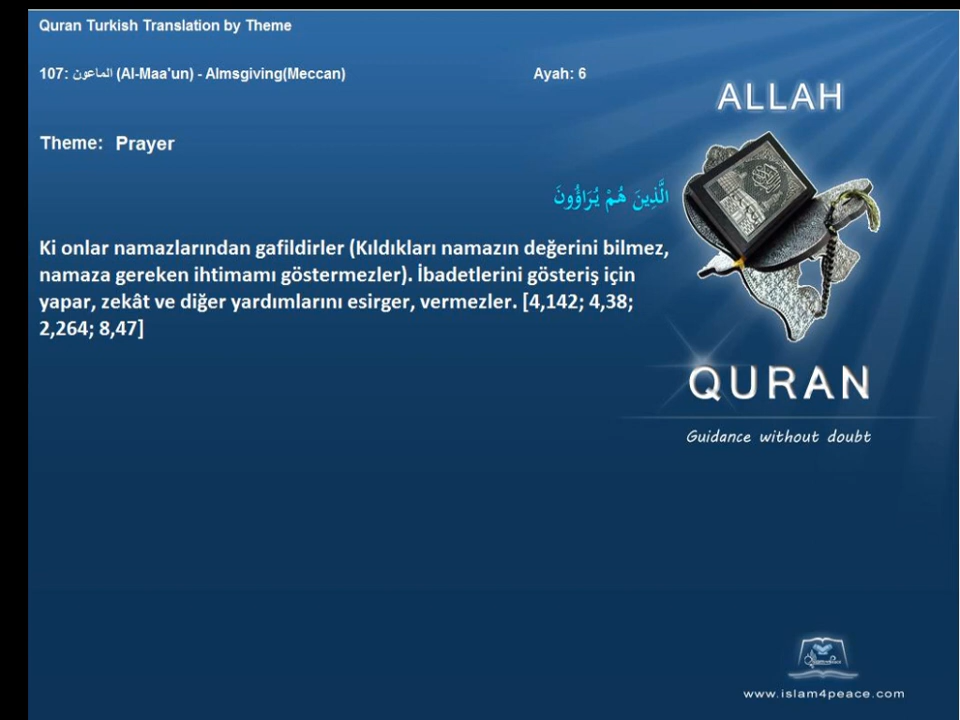 Quran Turkish Translation by Theme
107: الماعون (Al-Maa'un) - Almsgiving(Meccan)
Ayah: 6
ALLAH
Theme: Prayer
الَّذِينَ هُمْ يُرَاؤُونَ
Ki onlar namazlarından gafildirler (Kıldıkları namazın değerini bilmez,
namaza gereken ihtimamı göstermezler). İbadetlerini gösteriş için
yapar, zekât ve diğer yardımlarını esirger, vermezler. [4,142; 4,38;
2,264; 8,47]
QURAN
Guidance without doubt
www.islam4peace.com